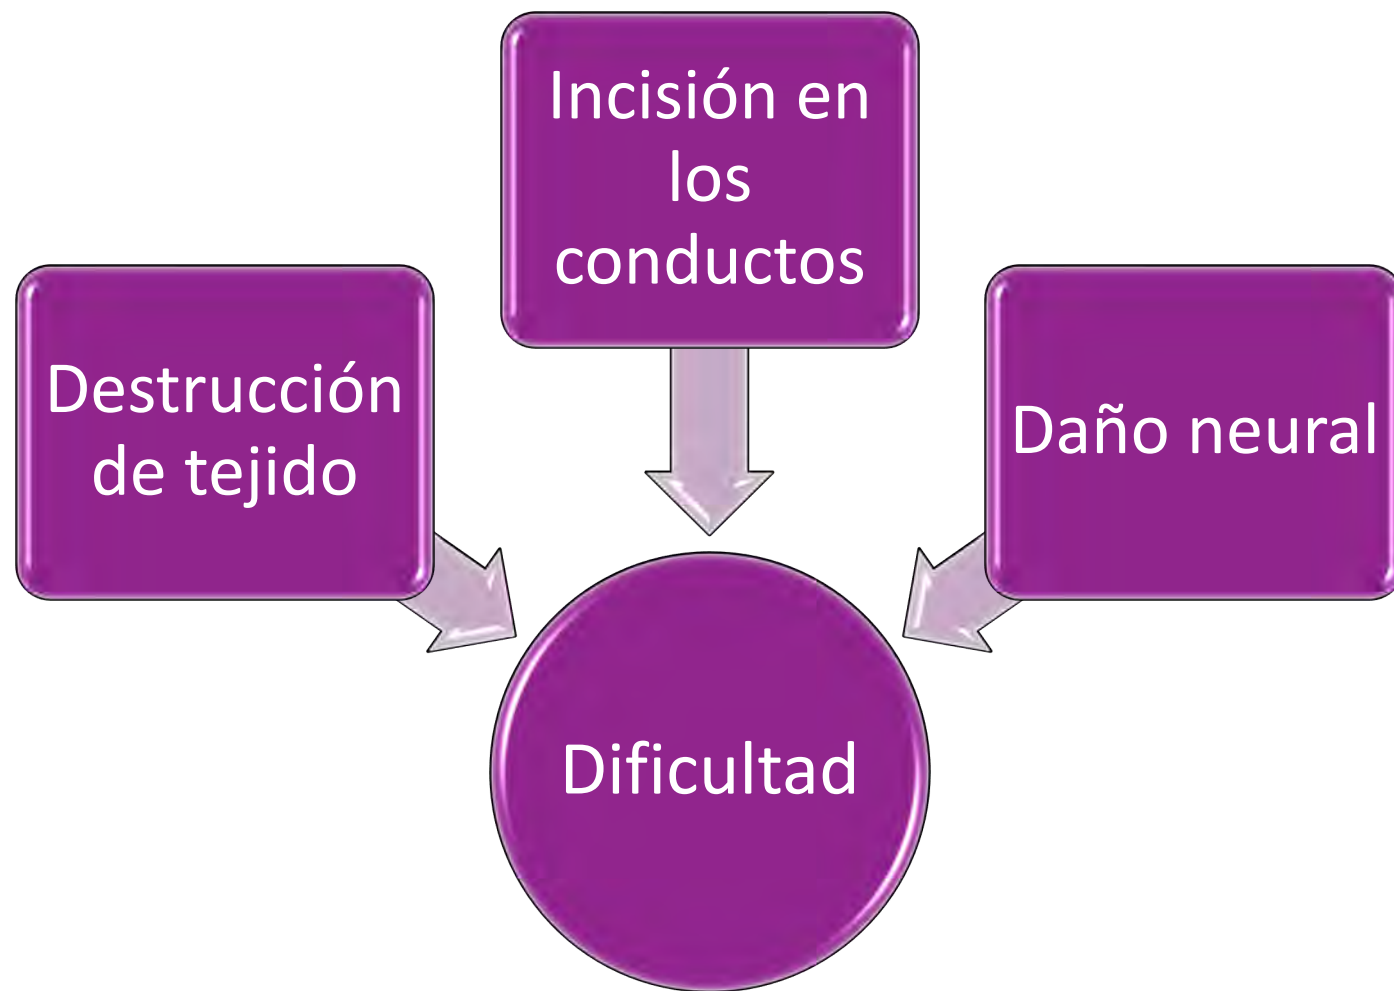 Incisión en
los
conductos
Destrucción
de tejido
Daño neural
Dificultad